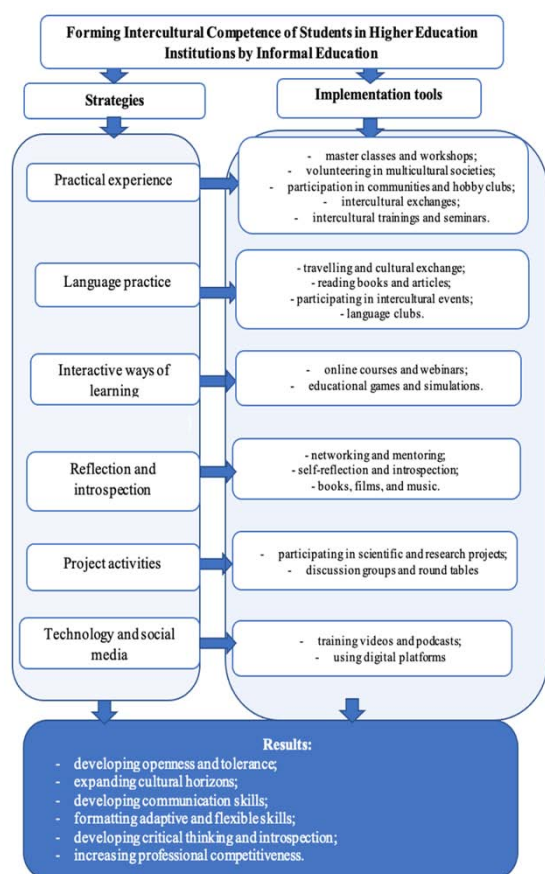 Forming Intercultural Competence of Students in Higher Education
Institutions by Informal Education
Strategies
Implementation tools
Practical experience
- master classes and workshops;
- volunteering in multicultural societies;
- participation in communities and hobby clubs;
- intercultural exchanges;
- intercultural trainings and seminars.
Language practice
- travelling and cultural exchange;
- reading books and articles;
- participating in intercultural events;
- language clubs.
Interactive ways of
learning
- online courses and webinars;
- educational games and simulations.
Reflection and
introspection
- networking and mentoring;
- self-reflection and introspection;
- books, films, and music.
Project activities
- participating in scientific and research projects;
- discussion groups and round tables
Technology and social
media
- training videos and podcasts;
- using digital platforms
Results:
- developing openness and tolerance;
- expanding cultural horizons;
- developing communication skills;
- formatting adaptive and flexible skills;
- developing critical thinking and introspection;
- increasing professional competitiveness.